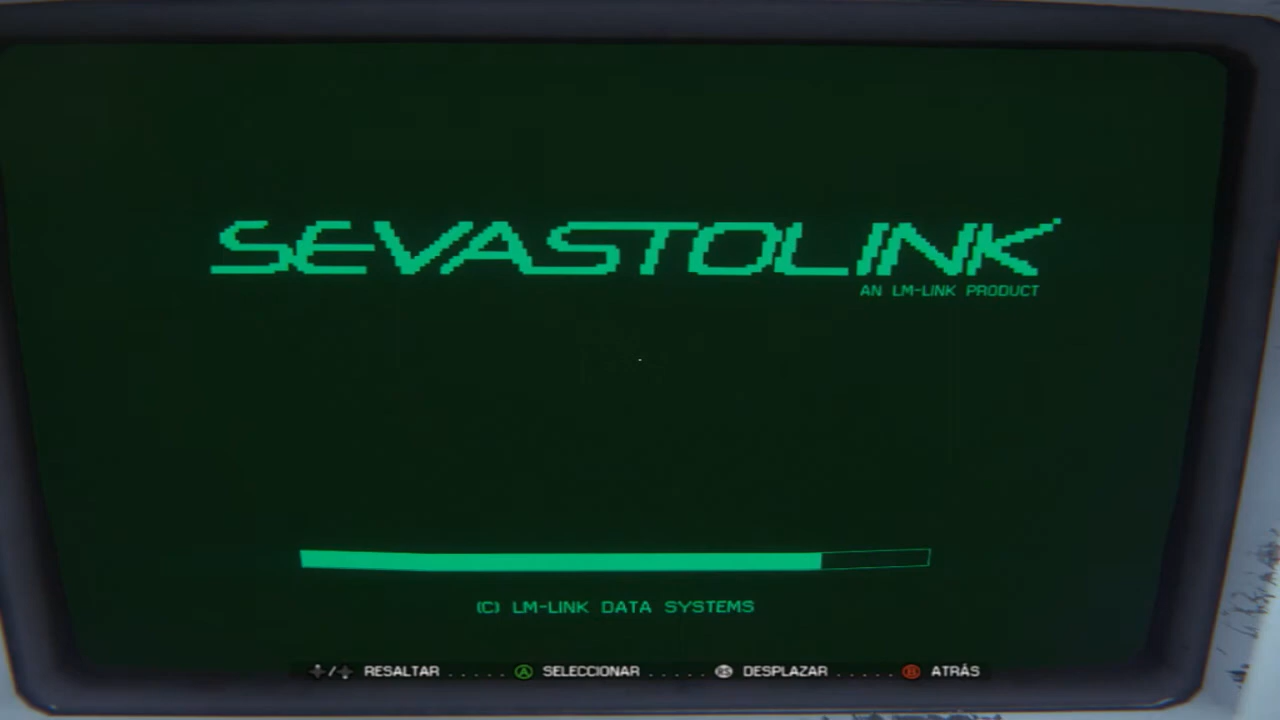 SEVASTOLINK
AN LM-LINK PRODUCT
(C) LM-LINK DATA SYSTEMS
/ RESALTAR ..... A SELECCIONAR ..... DESPLAZAR ..... B ATRÁS